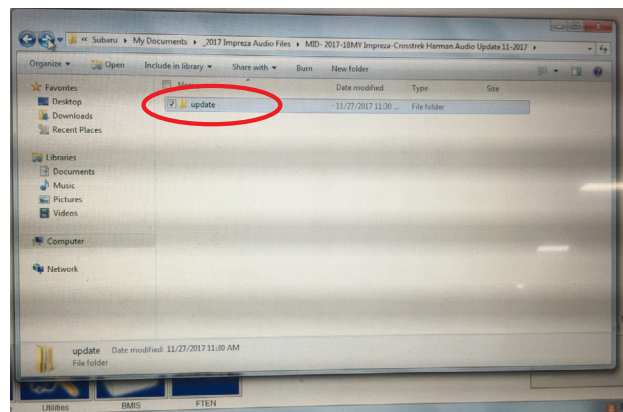 « Subaru ▸ My Documents ▸ _2017 Impreza Audio Files ▸ MID- 2017-18MY Impreza-Crosstrek Harman Audio Update 11-2017 ▸
Organize ▾ Open Include in library ▾ Share with ▾ Burn New folder
Favorites
Desktop
Downloads
Recent Places
Libraries
Documents
Music
Pictures
Videos
Computer
Network
Name Date modified Type Size
update 11/27/2017 11:30 ... File folder
update Date modified: 11/27/2017 11:30 AM
File folder
Utilities BMIS FTEN